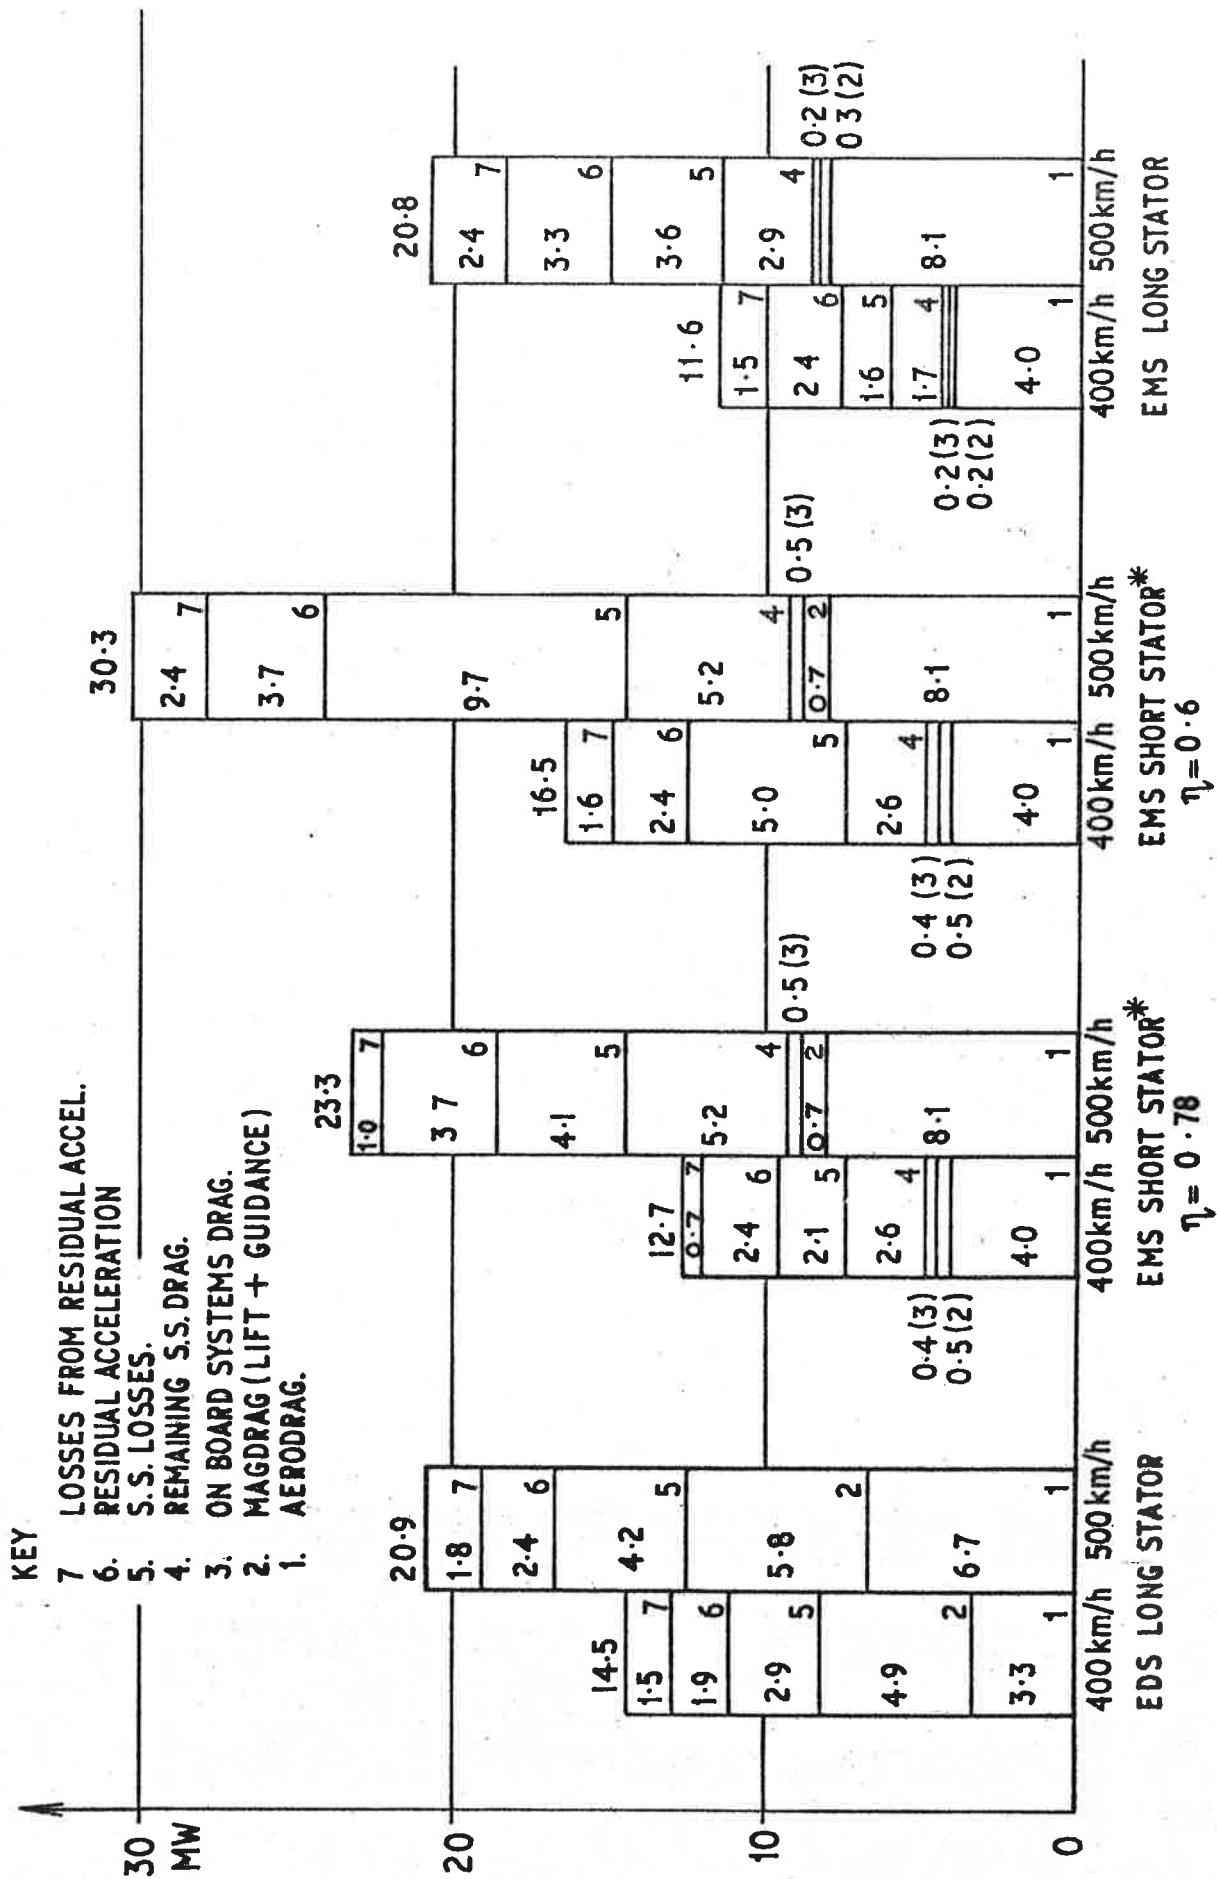 KEY
7 LOSSES FROM RESIDUAL ACCEL.
6. RESIDUAL ACCELERATION
5. S.S. LOSSES.
4. REMAINING S.S. DRAG.
3. ON BOARD SYSTEMS DRAG.
2. MAGDRAG (LIFT + GUIDANCE)
1. AERODRAG.
30
MW
20
10
0
14·5
1·5 7
1·9 6
2·9 5
4·9 2
3·3 1
400km/h
20·9
1·8 7
2·4 6
4·2 5
5·8 2
6·7 1
500km/h
EDS LONG STATOR
12·7
0·7 7
2·4 6
2·1 5
2·6 4
0·4 (3)
0·5 (2)
4·0 1
400km/h
23·3
1·0 7
3 7 6
4·1 5
5·2 4
0·5 (3)
0·7 2
8·1 1
500km/h
EMS SHORT STATOR*
η = 0·78
16·5
1·6 7
2·4 6
5·0 5
2·6 4
0·4 (3)
0·5 (2)
4·0 1
400km/h
30·3
2·4 7
3·7 6
9·7 5
5·2 4
0·5 (3)
0·7 2
8·1 1
500km/h
EMS SHORT STATOR*
η = 0·6
11·6
1·5 7
2 4 6
1·6 5
1·7 4
0·2 (3)
0·2 (2)
4·0 1
400km/h
20·8
2·4 7
3·3 6
3·6 5
2·9 4
0·2 (3)
0 3 (2)
8·1 1
500km/h
EMS LONG STATOR